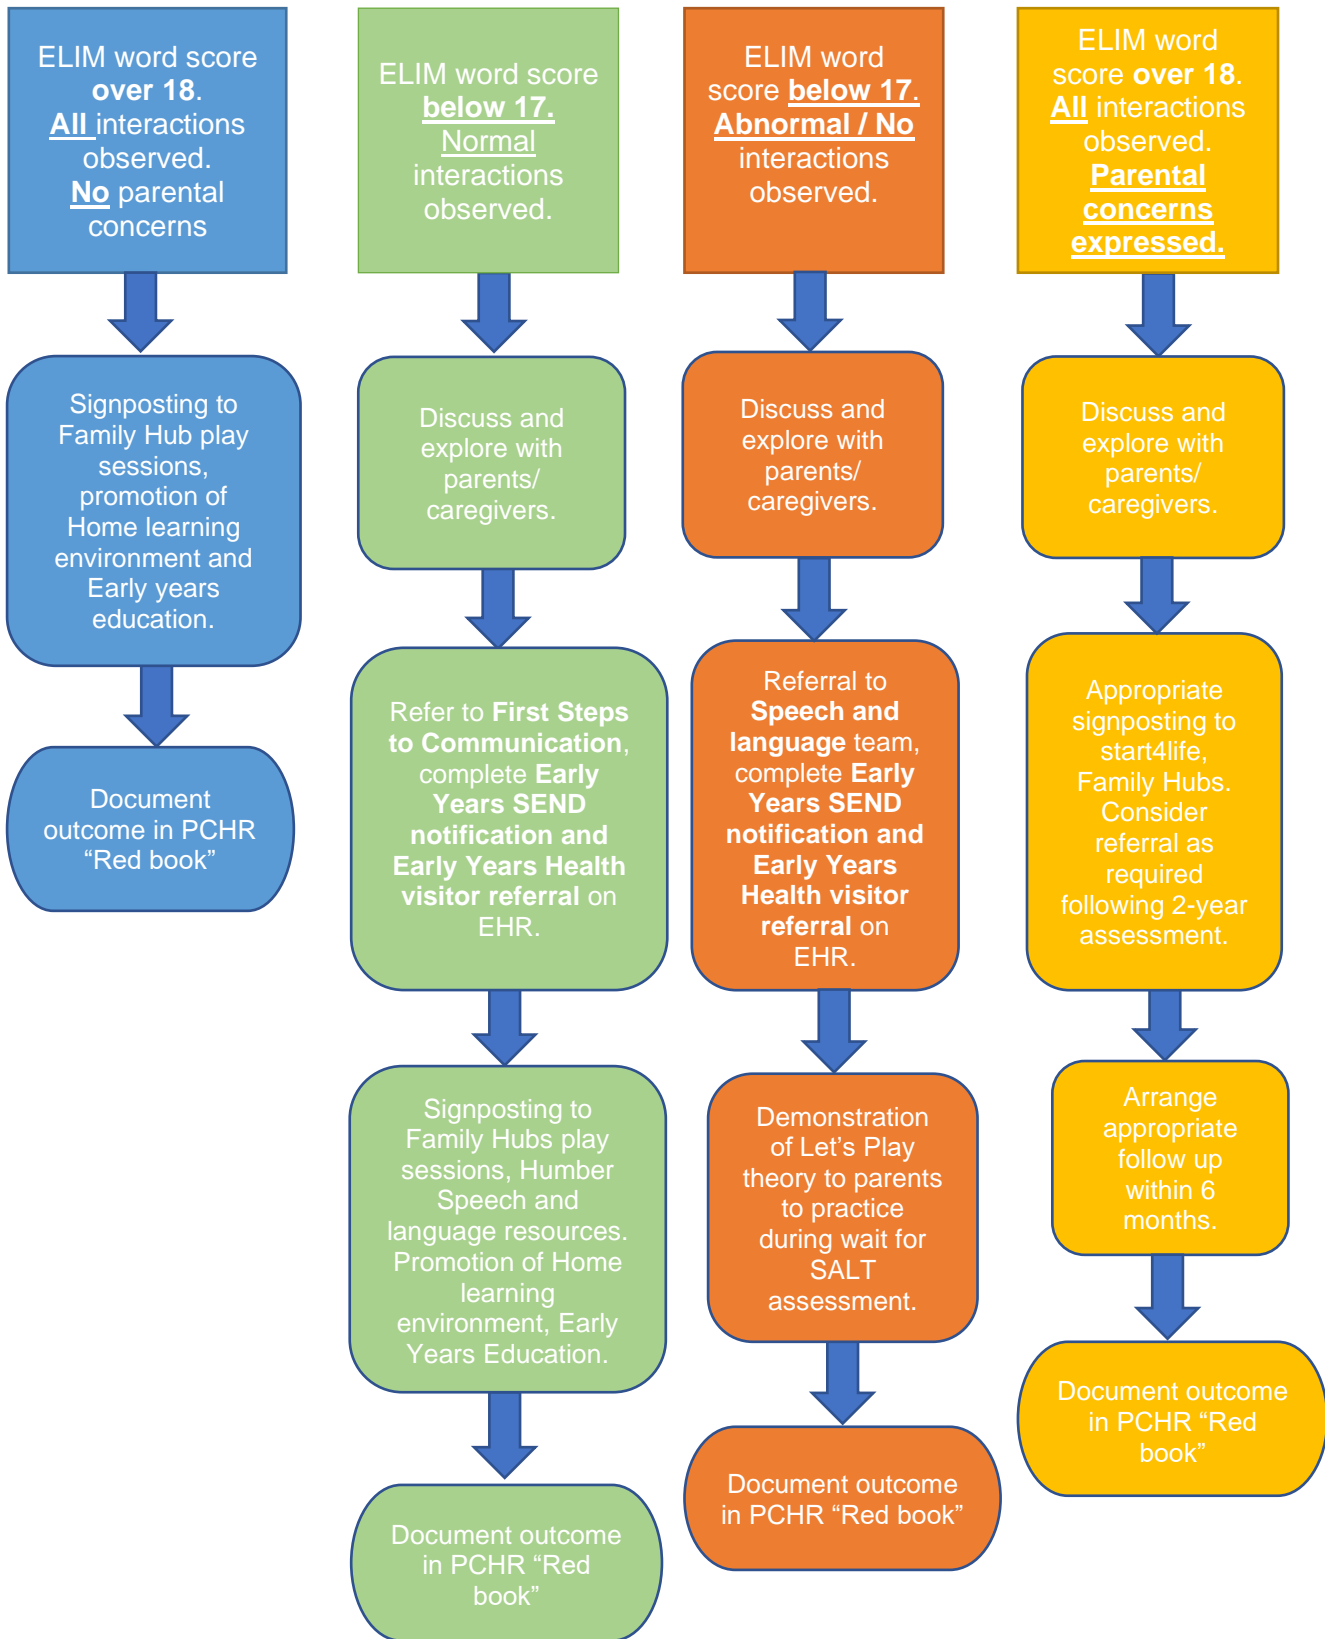 ELIM word score
over 18.
All interactions
observed.
No parental
concerns
Signposting to
Family Hub play
sessions,
promotion of
Home learning
environment and
Early years
education.
Document
outcome in PCHR
“Red book”
ELIM word score
below 17.
Normal
interactions
observed.
Discuss and
explore with
parents/
caregivers.
Refer to First Steps
to Communication,
complete Early
Years SEND
notification and
Early Years Health
visitor referral on
EHR.
Signposting to
Family Hubs play
sessions, Humber
Speech and
language resources.
Promotion of Home
learning
environment, Early
Years Education.
Document outcome
in PCHR “Red
book”
ELIM word
score below 17.
Abnormal / No
interactions
observed.
Discuss and
explore with
parents/
caregivers.
Referral to
Speech and
language team,
complete Early
Years SEND
notification and
Early Years
Health visitor
referral on
EHR.
Demonstration
of Let’s Play
theory to parents
to practice
during wait for
SALT
assessment.
Document outcome
in PCHR “Red book”
ELIM word
score over 18.
All interactions
observed.
Parental
concerns
expressed.
Discuss and
explore with
parents/
caregivers.
Appropriate
signposting to
start4life,
Family Hubs.
Consider
referral as
required
following 2-year
assessment.
Arrange
appropriate
follow up
within 6
months.
Document outcome
in PCHR “Red
book”